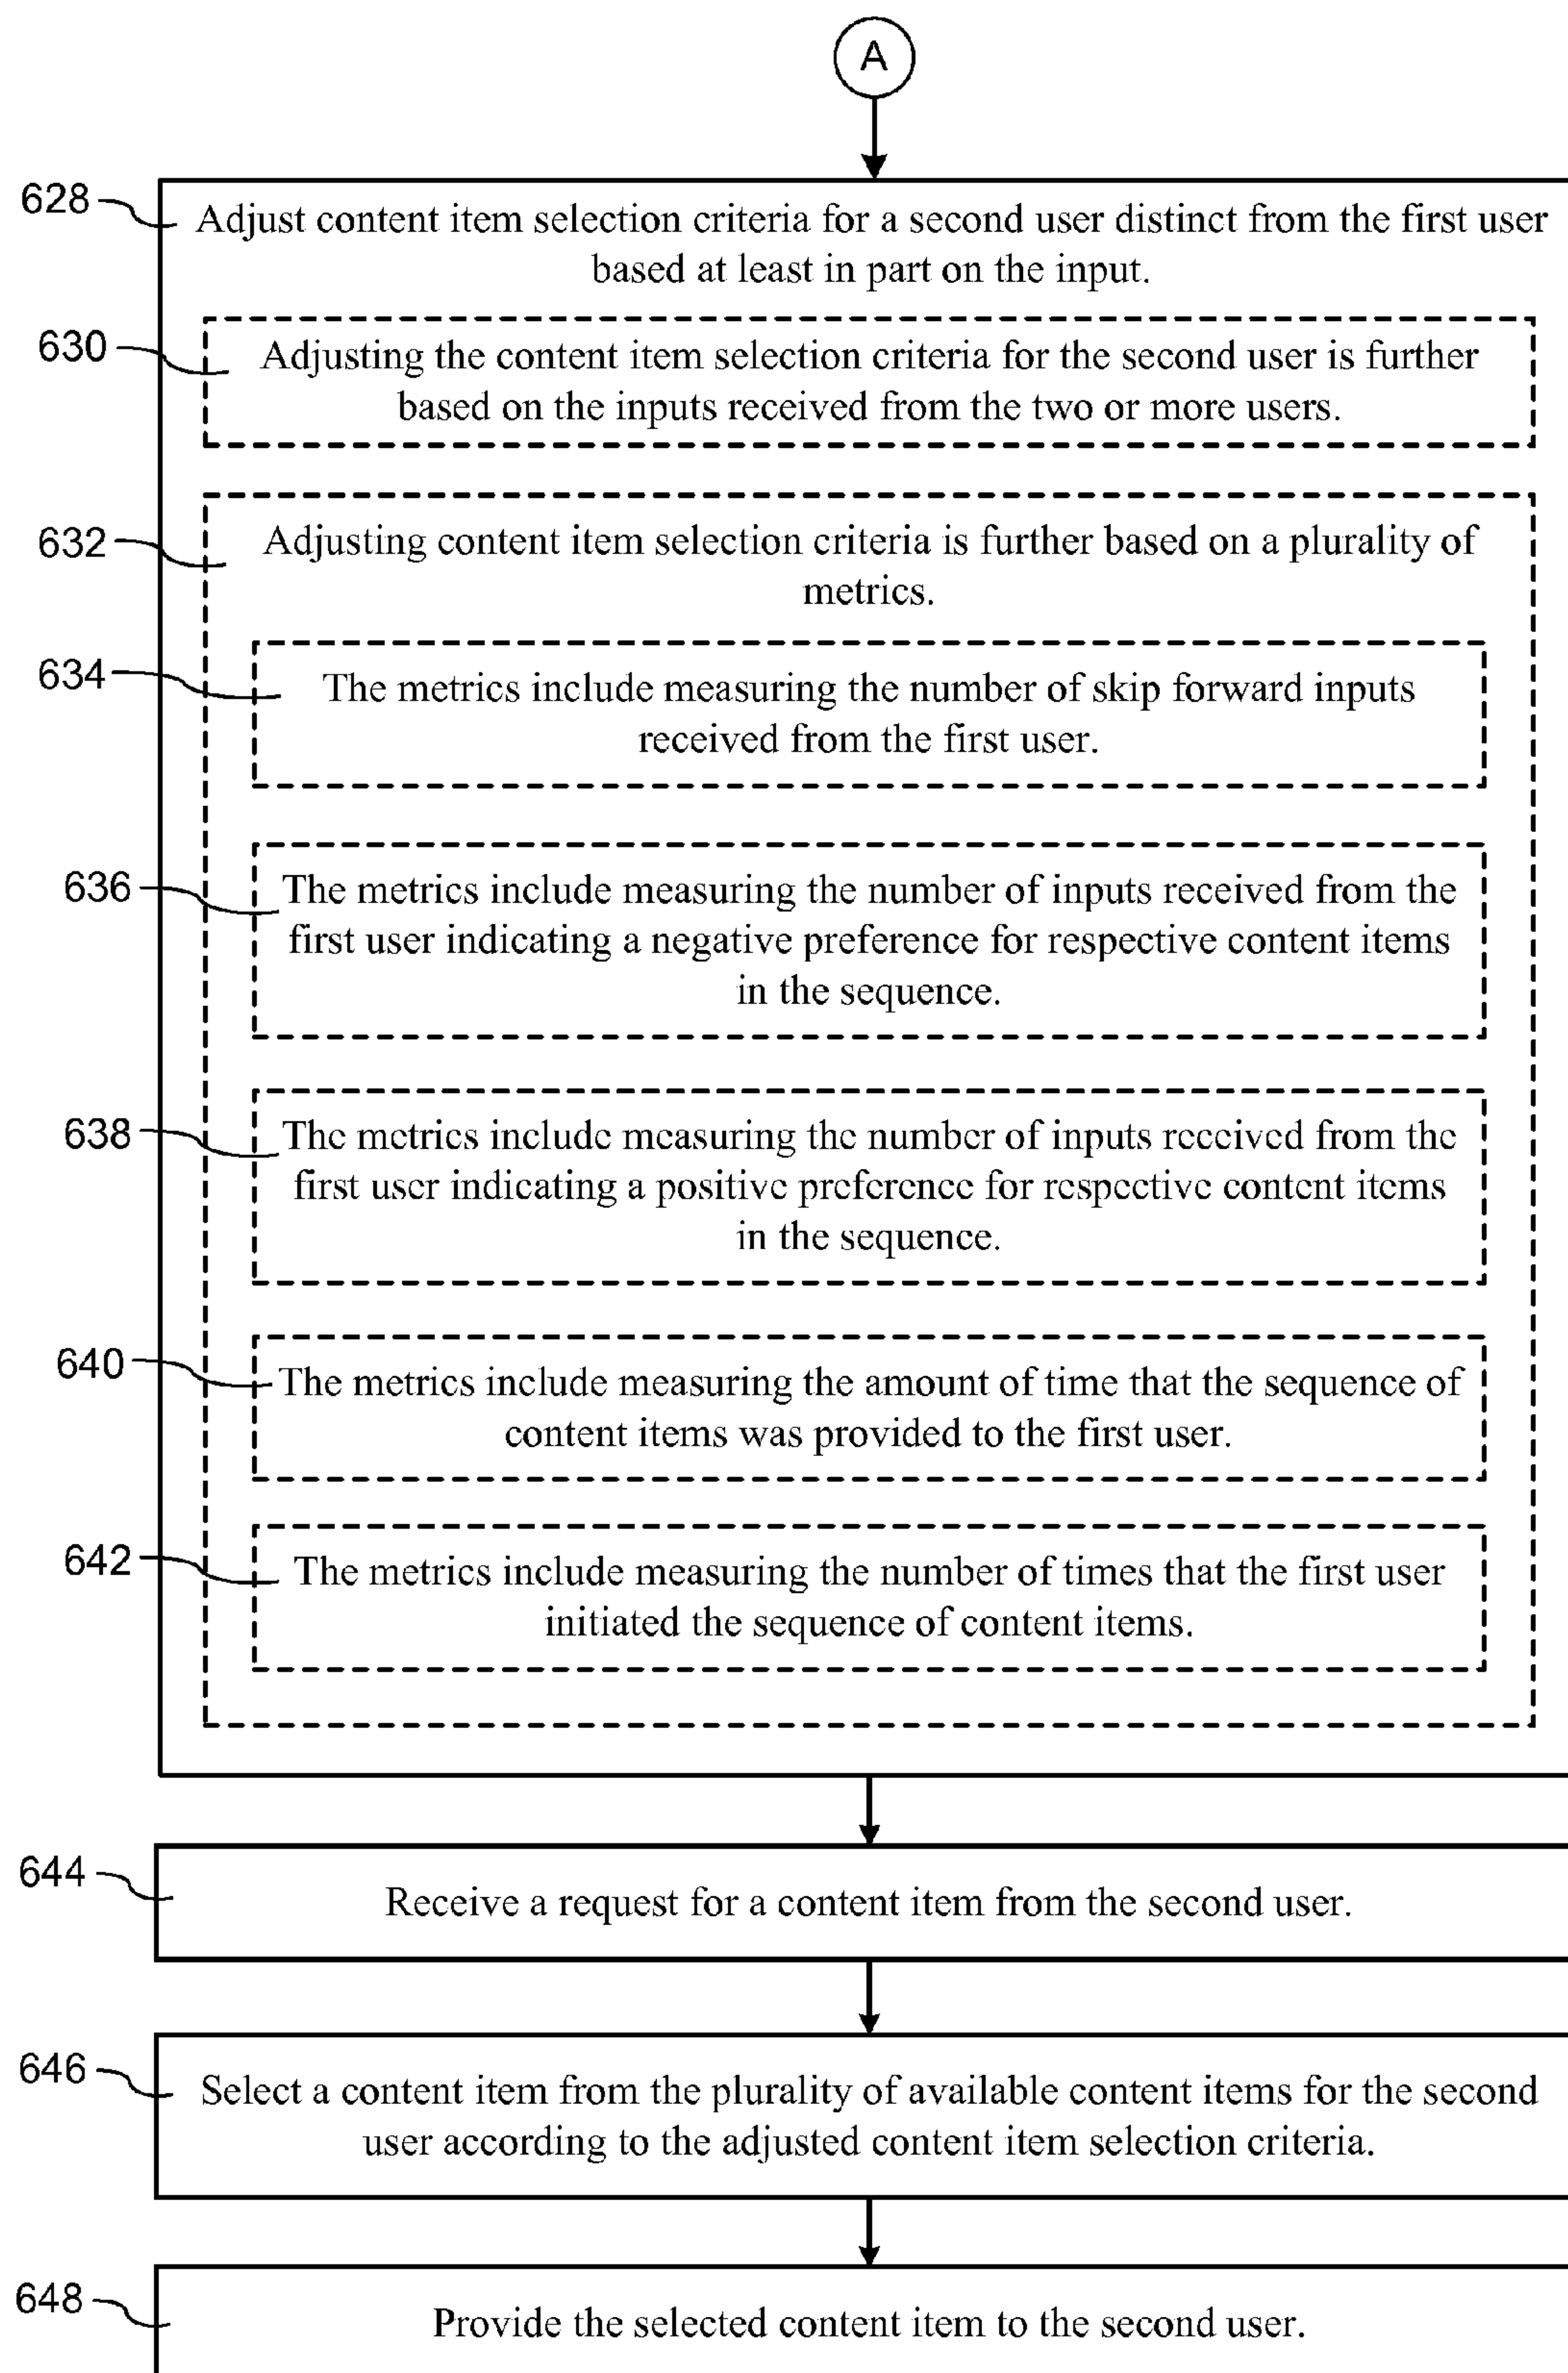 A
628
Adjust content item selection criteria for a second user distinct from the first user
based at least in part on the input.
630
Adjusting the content item selection criteria for the second user is further
based on the inputs received from the two or more users.
632
Adjusting content item selection criteria is further based on a plurality of
metrics.
634
The metrics include measuring the number of skip forward inputs
received from the first user.
636
The metrics include measuring the number of inputs received from the
first user indicating a negative preference for respective content items
in the sequence.
638
The metrics include measuring the number of inputs received from the
first user indicating a positive preference for respective content items
in the sequence.
640
The metrics include measuring the amount of time that the sequence of
content items was provided to the first user.
642
The metrics include measuring the number of times that the first user
initiated the sequence of content items.
644
Receive a request for a content item from the second user.
646
Select a content item from the plurality of available content items for the second
user according to the adjusted content item selection criteria.
648
Provide the selected content item to the second user.